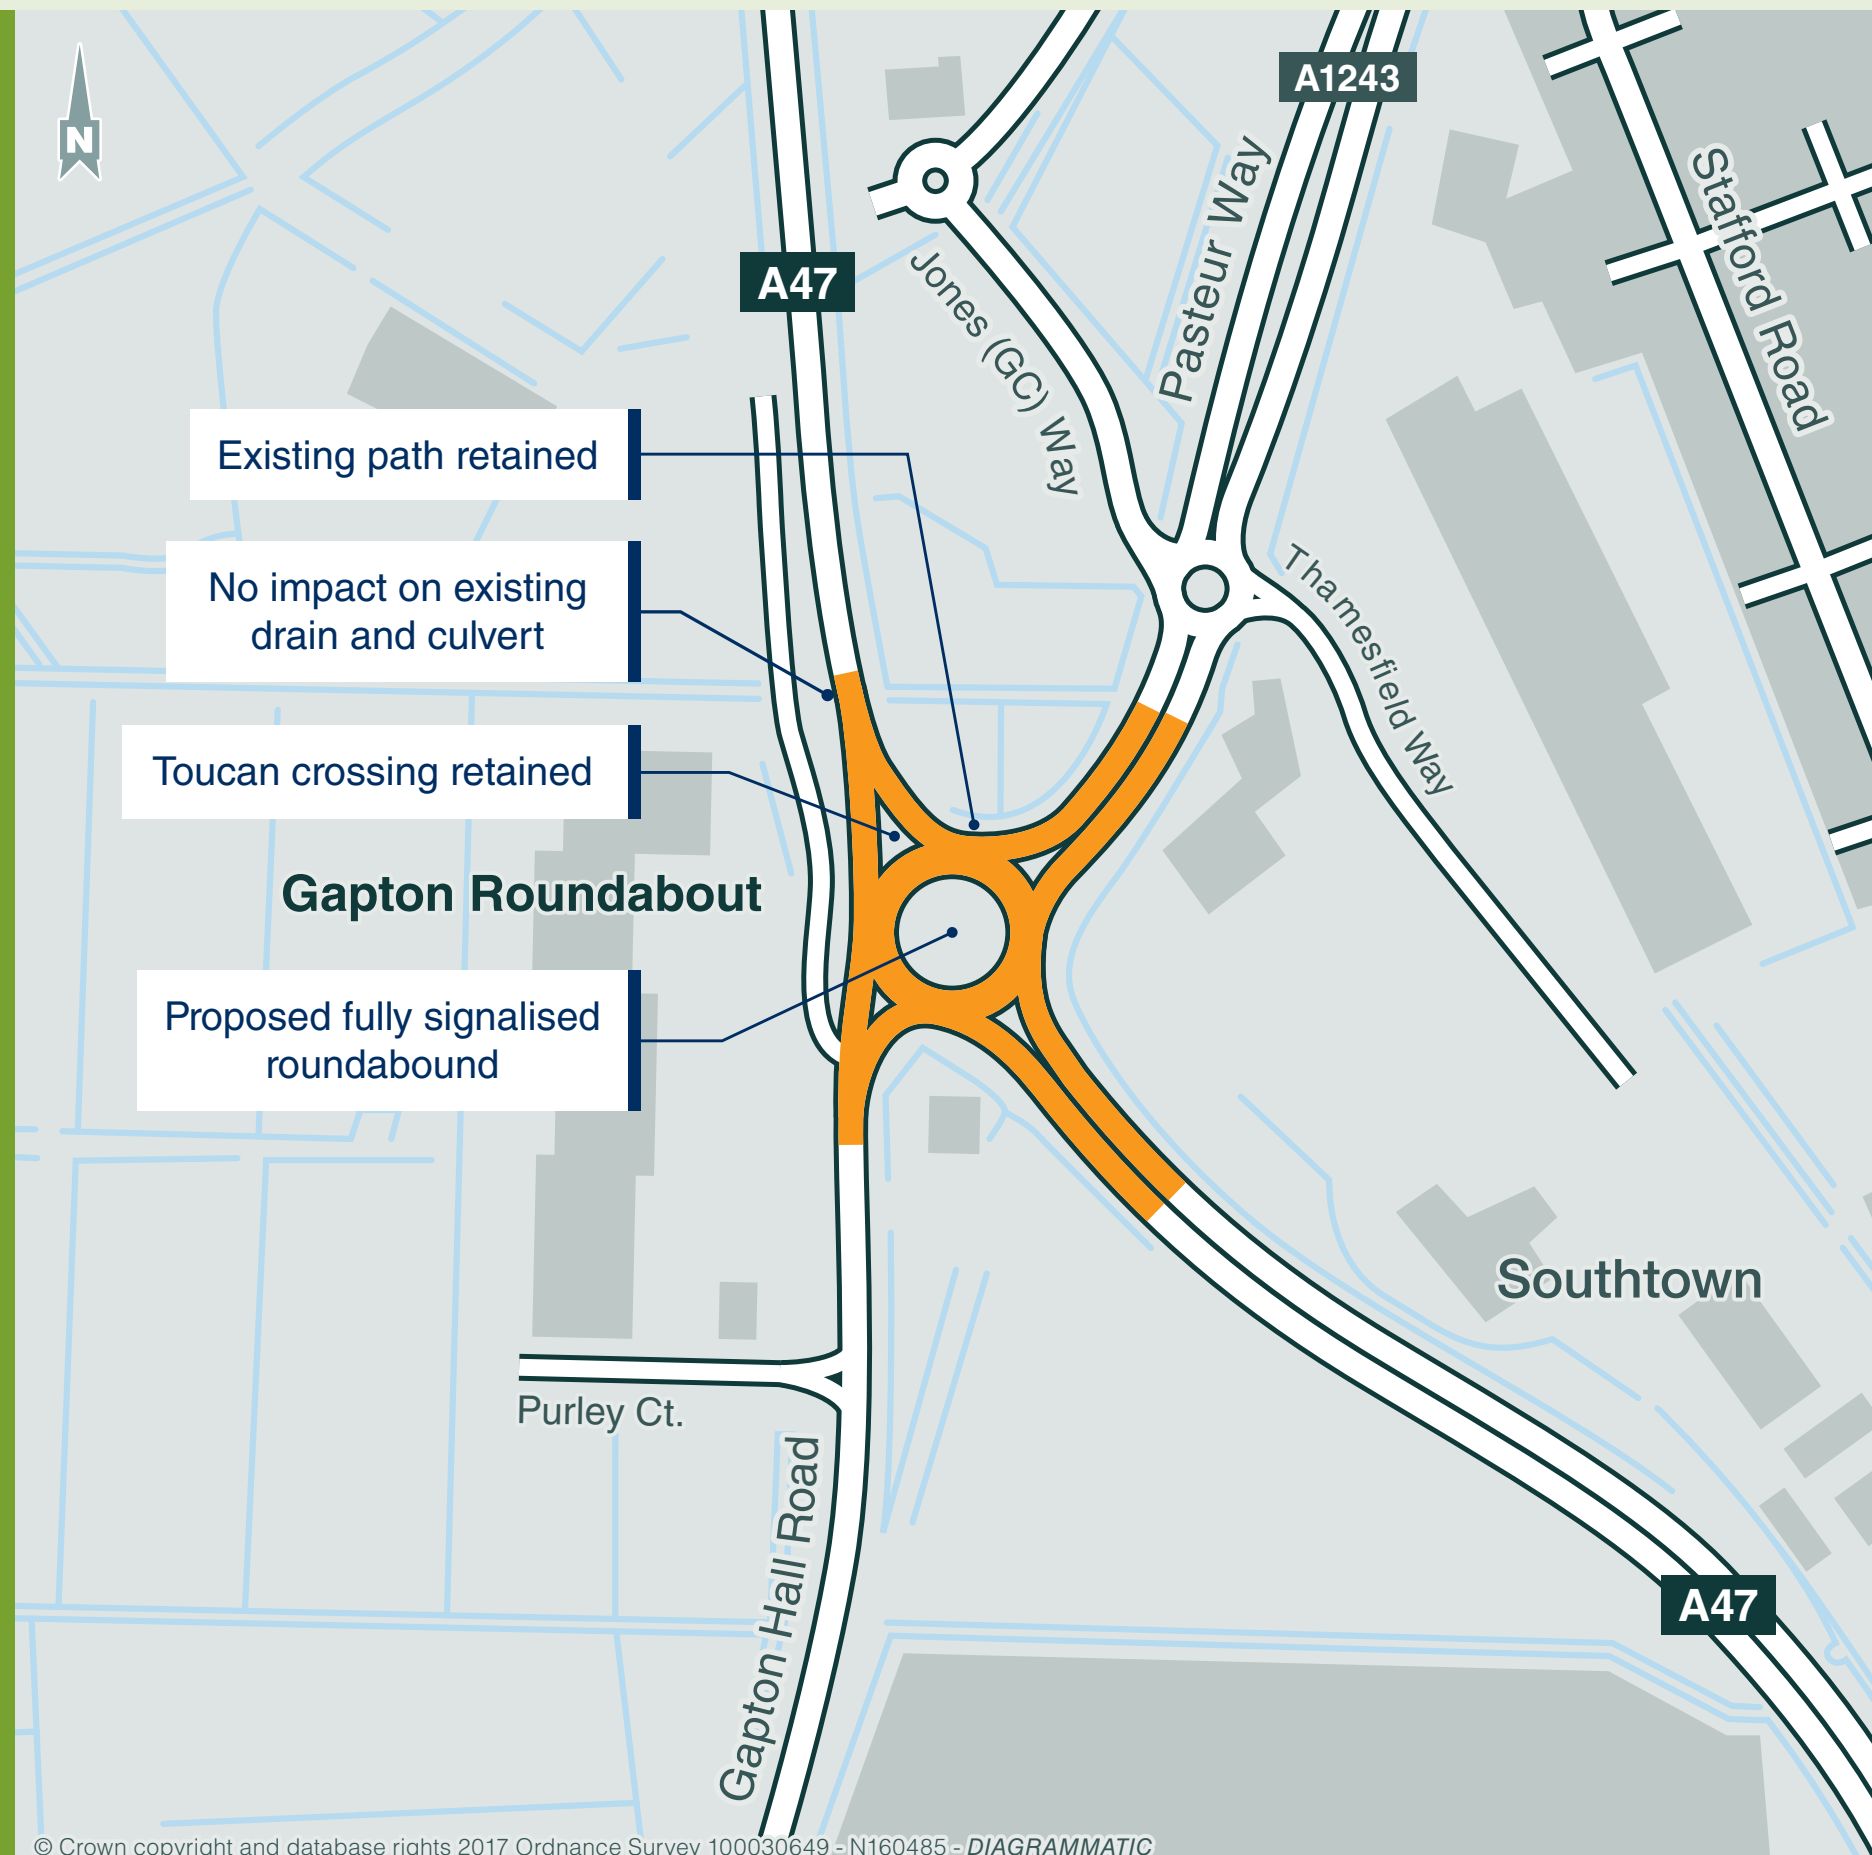 A1243
N
Stafford Road
Pasteur Way
A47
Jones (GC) Way
Existing path retained
No impact on existing
drain and culvert
Thamesfield Way
Toucan crossing retained
Gapton Roundabout
Proposed fully signalised
roundabound
Southtown
Purley Ct.
Gapton Hall Road
A47
© Crown copyright and database rights 2017 Ordnance Survey 100030649 - N160485 - DIAGRAMMATIC